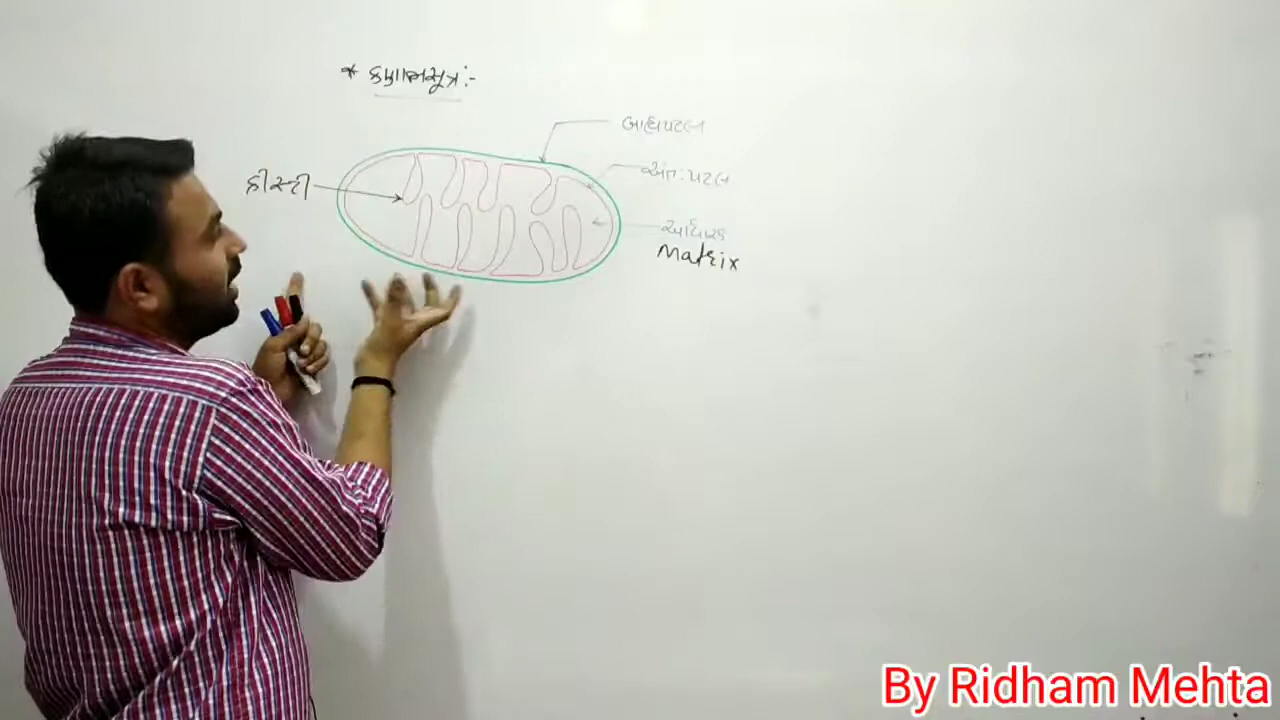 * કણાભસૂત્ર :-
બાહ્યપટલ
અંતઃપટલ
ક્રીસ્ટી
આધારક
Matrix
By Ridham Mehta